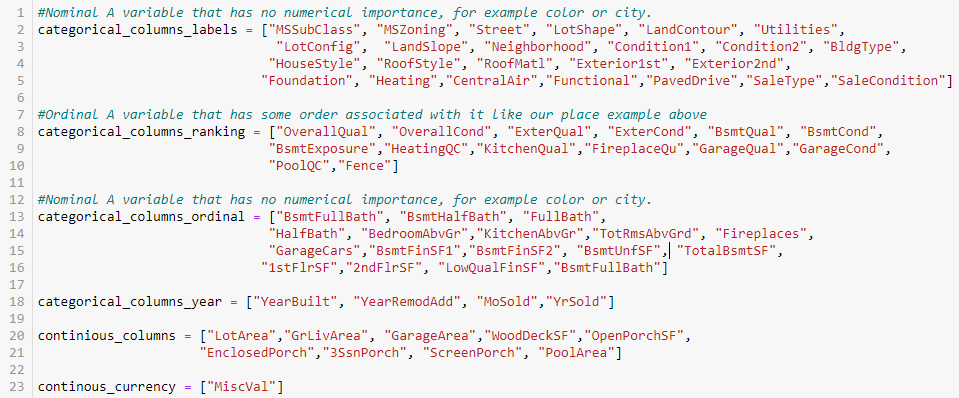 1 #Nominal A variable that has no numerical importance, for example color or city.
2 categorical_columns_labels = ["MSSubClass", "MSZoning", "Street", "LotShape", "LandContour", "Utilities",
3 "LotConfig", "LandSlope", "Neighborhood", "Condition1", "Condition2", "BldgType",
4 "HouseStyle", "RoofStyle", "RoofMatl", "Exterior1st", "Exterior2nd",
5 "Foundation", "Heating","CentralAir","Functional","PavedDrive","SaleType","SaleCondition"]
6
7 #Ordinal A variable that has some order associated with it like our place example above
8 categorical_columns_ranking = ["OverallQual", "OverallCond", "ExterQual", "ExterCond", "BsmtQual", "BsmtCond",
9 "BsmtExposure","HeatingQC","KitchenQual","FireplaceQu","GarageQual","GarageCond",
10 "PoolQC","Fence"]
11
12 #Nominal A variable that has no numerical importance, for example color or city.
13 categorical_columns_ordinal = ["BsmtFullBath", "BsmtHalfBath", "FullBath",
14 "HalfBath", "BedroomAbvGr","KitchenAbvGr","TotRmsAbvGrd", "Fireplaces",
15 "GarageCars","BsmtFinSF1","BsmtFinSF2", "BsmtUnfSF", "TotalBsmtSF",
16 "1stFlrSF","2ndFlrSF", "LowQualFinSF","BsmtFullBath"]
17
18 categorical_columns_year = ["YearBuilt", "YearRemodAdd", "MoSold","YrSold"]
19
20 continious_columns = ["LotArea","GrLivArea", "GarageArea","WoodDeckSF","OpenPorchSF",
21 "EnclosedPorch","3SsnPorch", "ScreenPorch", "PoolArea"]
22
23 continous_currency = ["MiscVal"]